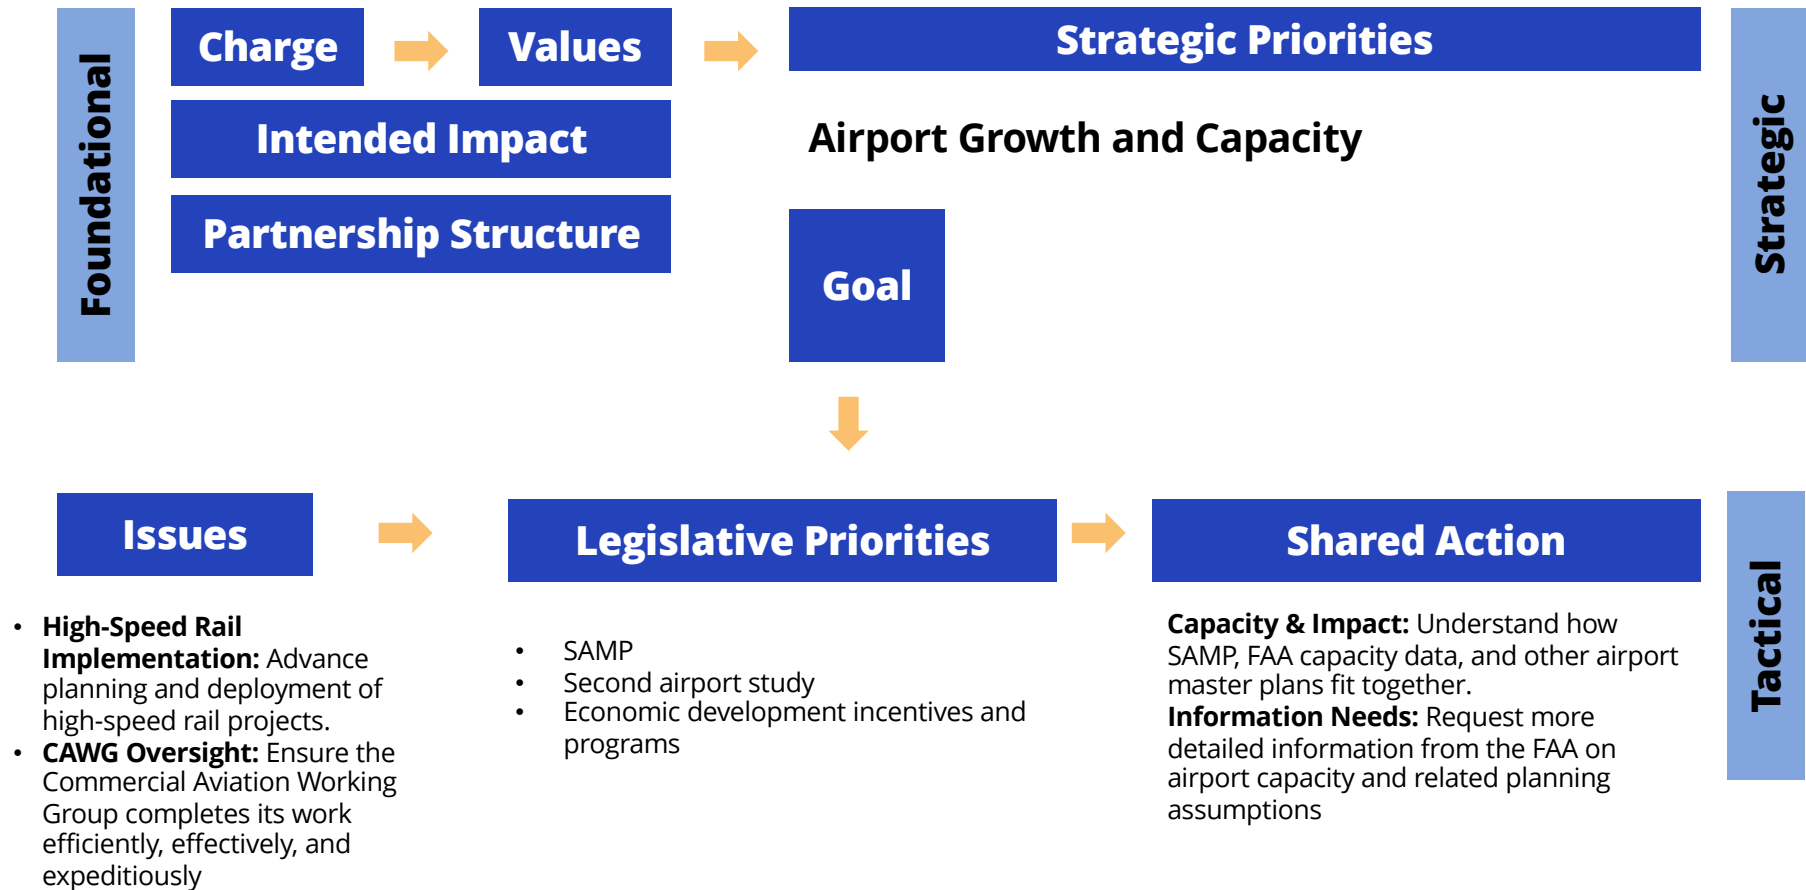 Foundational
Charge
Values
Strategic Priorities
Strategic
Intended Impact
Airport Growth and Capacity
Partnership Structure
Goal
Issues
Legislative Priorities
Shared Action
Tactical
• High-Speed Rail
Implementation: Advance
planning and deployment of
high-speed rail projects.
• CAWG Oversight: Ensure the
Commercial Aviation Working
Group completes its work
efficiently, effectively, and
expeditiously
• SAMP
• Second airport study
• Economic development incentives and
programs
Capacity & Impact: Understand how
SAMP, FAA capacity data, and other airport
master plans fit together.
Information Needs: Request more
detailed information from the FAA on
airport capacity and related planning
assumptions